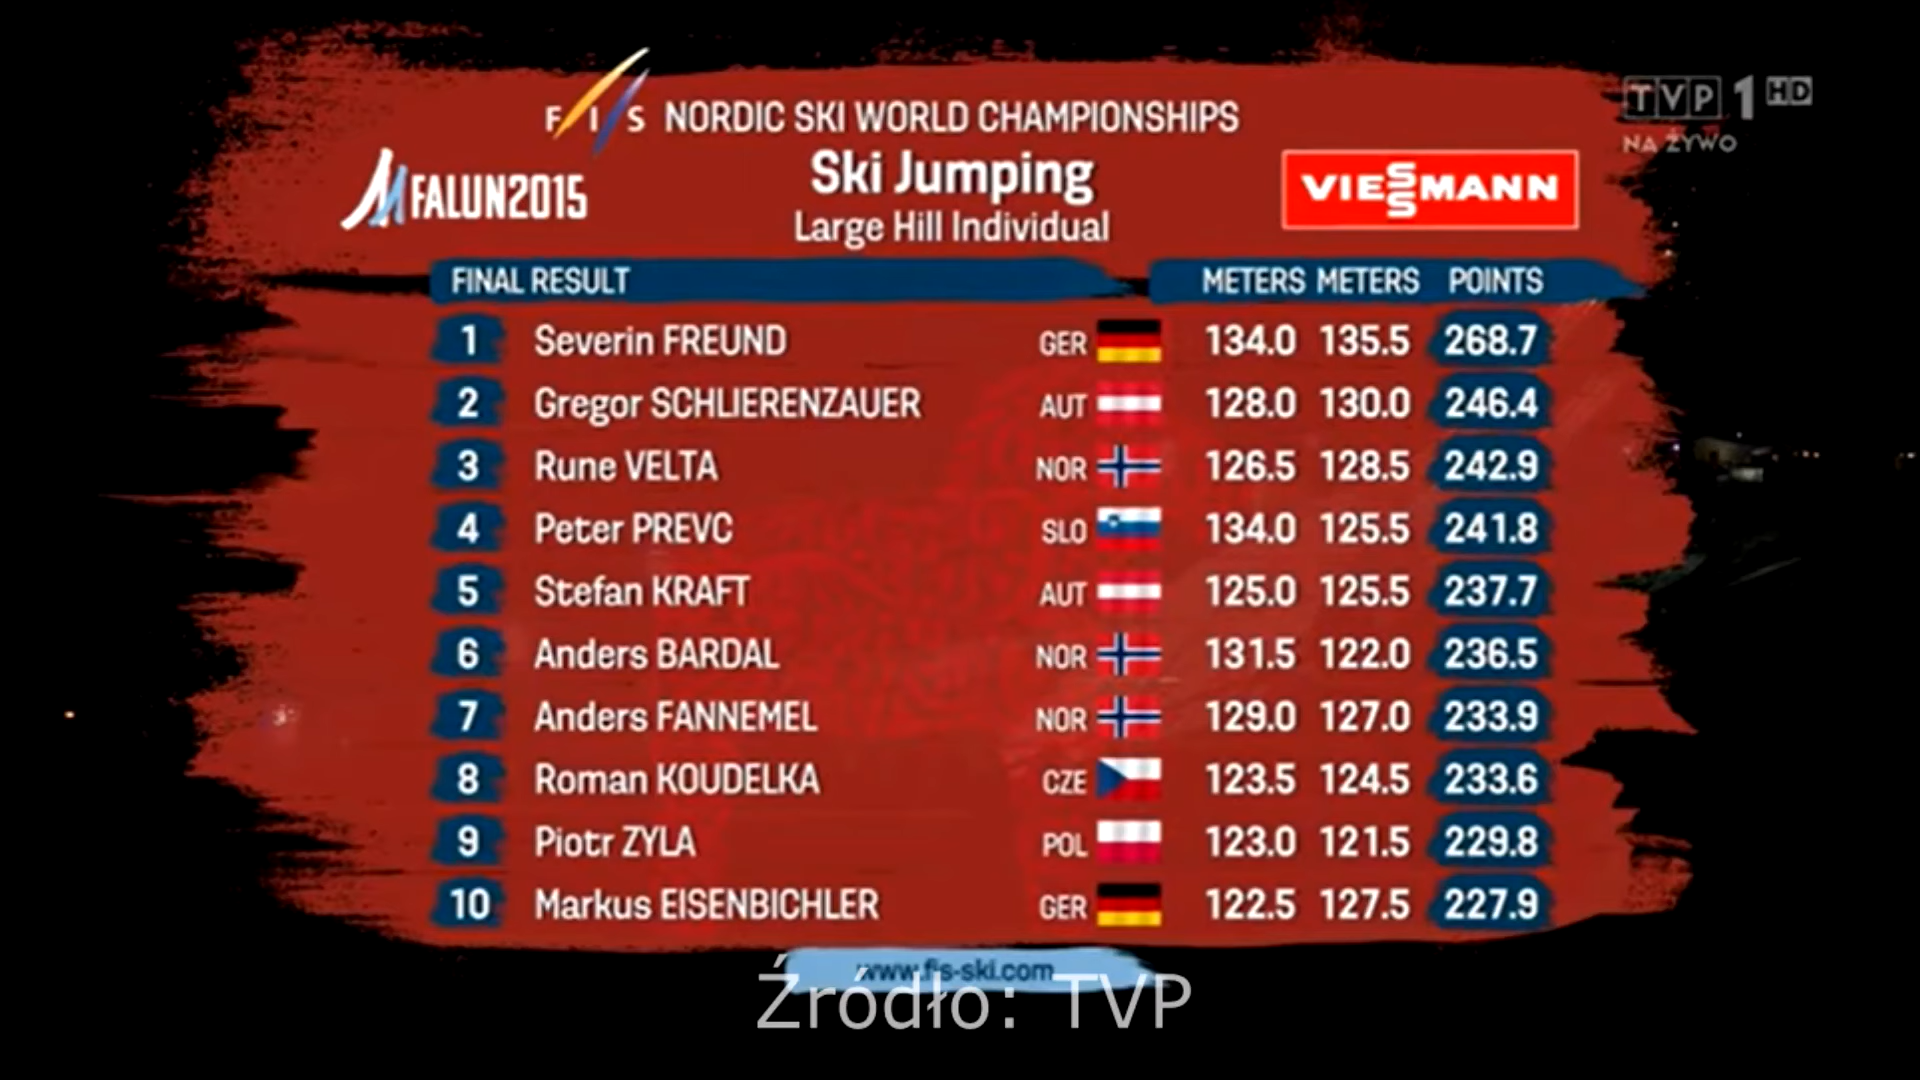 FIS NORDIC SKI WORLD CHAMPIONSHIPS
TVP 1 HD
NA ŻYWO
FALUN2015
Ski Jumping
Large Hill Individual
VIESSMANN
FINAL RESULT METERS METERS POINTS
1 Severin FREUND GER 134.0 135.5 268.7
2 Gregor SCHLIERENZAUER AUT 128.0 130.0 246.4
3 Rune VELTA NOR 126.5 128.5 242.9
4 Peter PREVC SLO 134.0 125.5 241.8
5 Stefan KRAFT AUT 125.0 125.5 237.7
6 Anders BARDAL NOR 131.5 122.0 236.5
7 Anders FANNEMEL NOR 129.0 127.0 233.9
8 Roman KOUDELKA CZE 123.5 124.5 233.6
9 Piotr ZYLA POL 123.0 121.5 229.8
10 Markus EISENBICHLER GER 122.5 127.5 227.9
www.fis-ski.com
Źródło: TVP